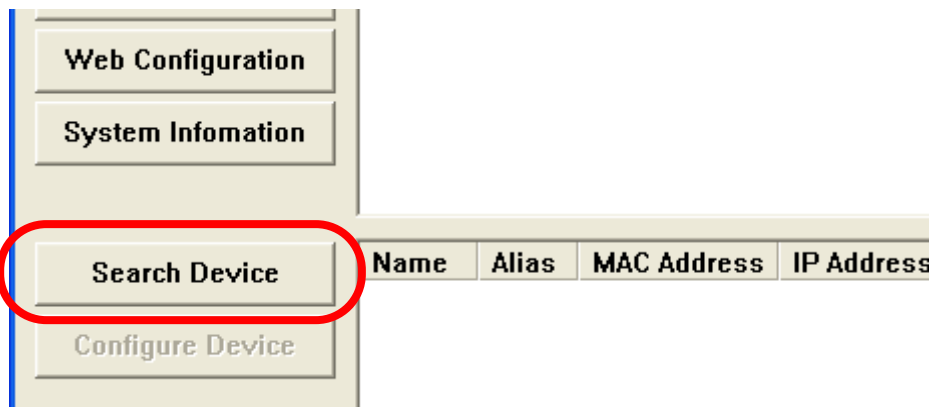 Web Configuration
System Infomation
Search Device
Name Alias MAC Address IP Address
Configure Device